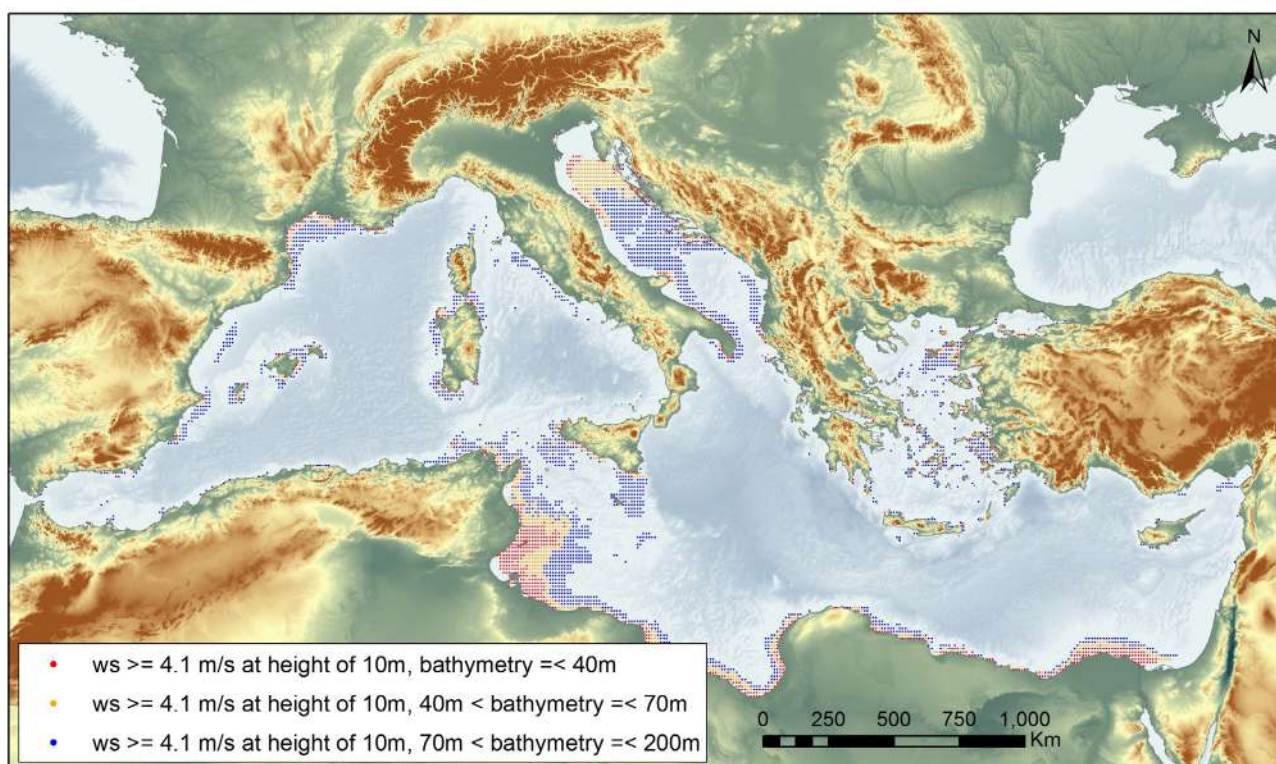 N
ws >= 4.1 m/s at height of 10m, bathymetry =< 40m
ws >= 4.1 m/s at height of 10m, 40m < bathymetry =< 70m
ws >= 4.1 m/s at height of 10m, 70m < bathymetry =< 200m
0 250 500 750 1,000
Km